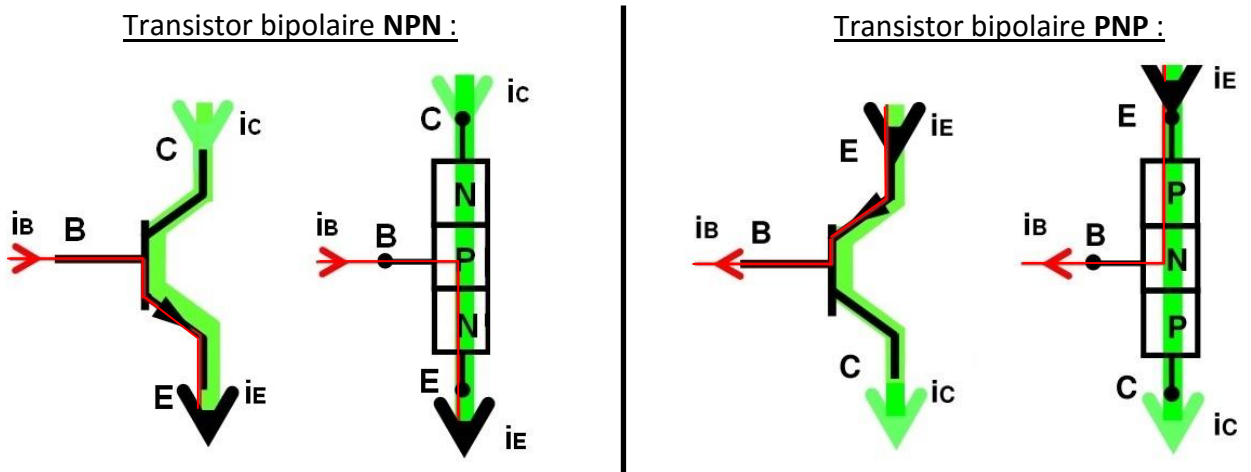 Transistor bipolaire NPN :
iC
C
iB
B
E
iE
iC
C
N
iB
B
P
N
E
iE
Transistor bipolaire PNP :
iE
E
iB
B
C
iC
iE
E
P
iB
B
N
P
C
iC